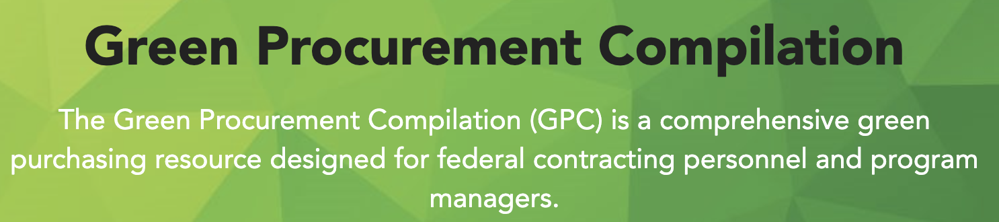 Green Procurement Compilation
The Green Procurement Compilation (GPC) is a comprehensive green
purchasing resource designed for federal contracting personnel and program
managers.